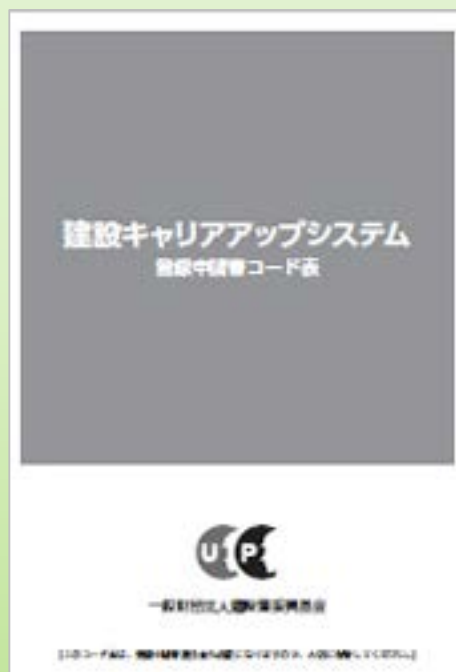 建設キャリアアップシステム
登録申請書コード表
UP
一般財団法人建設業振興基金